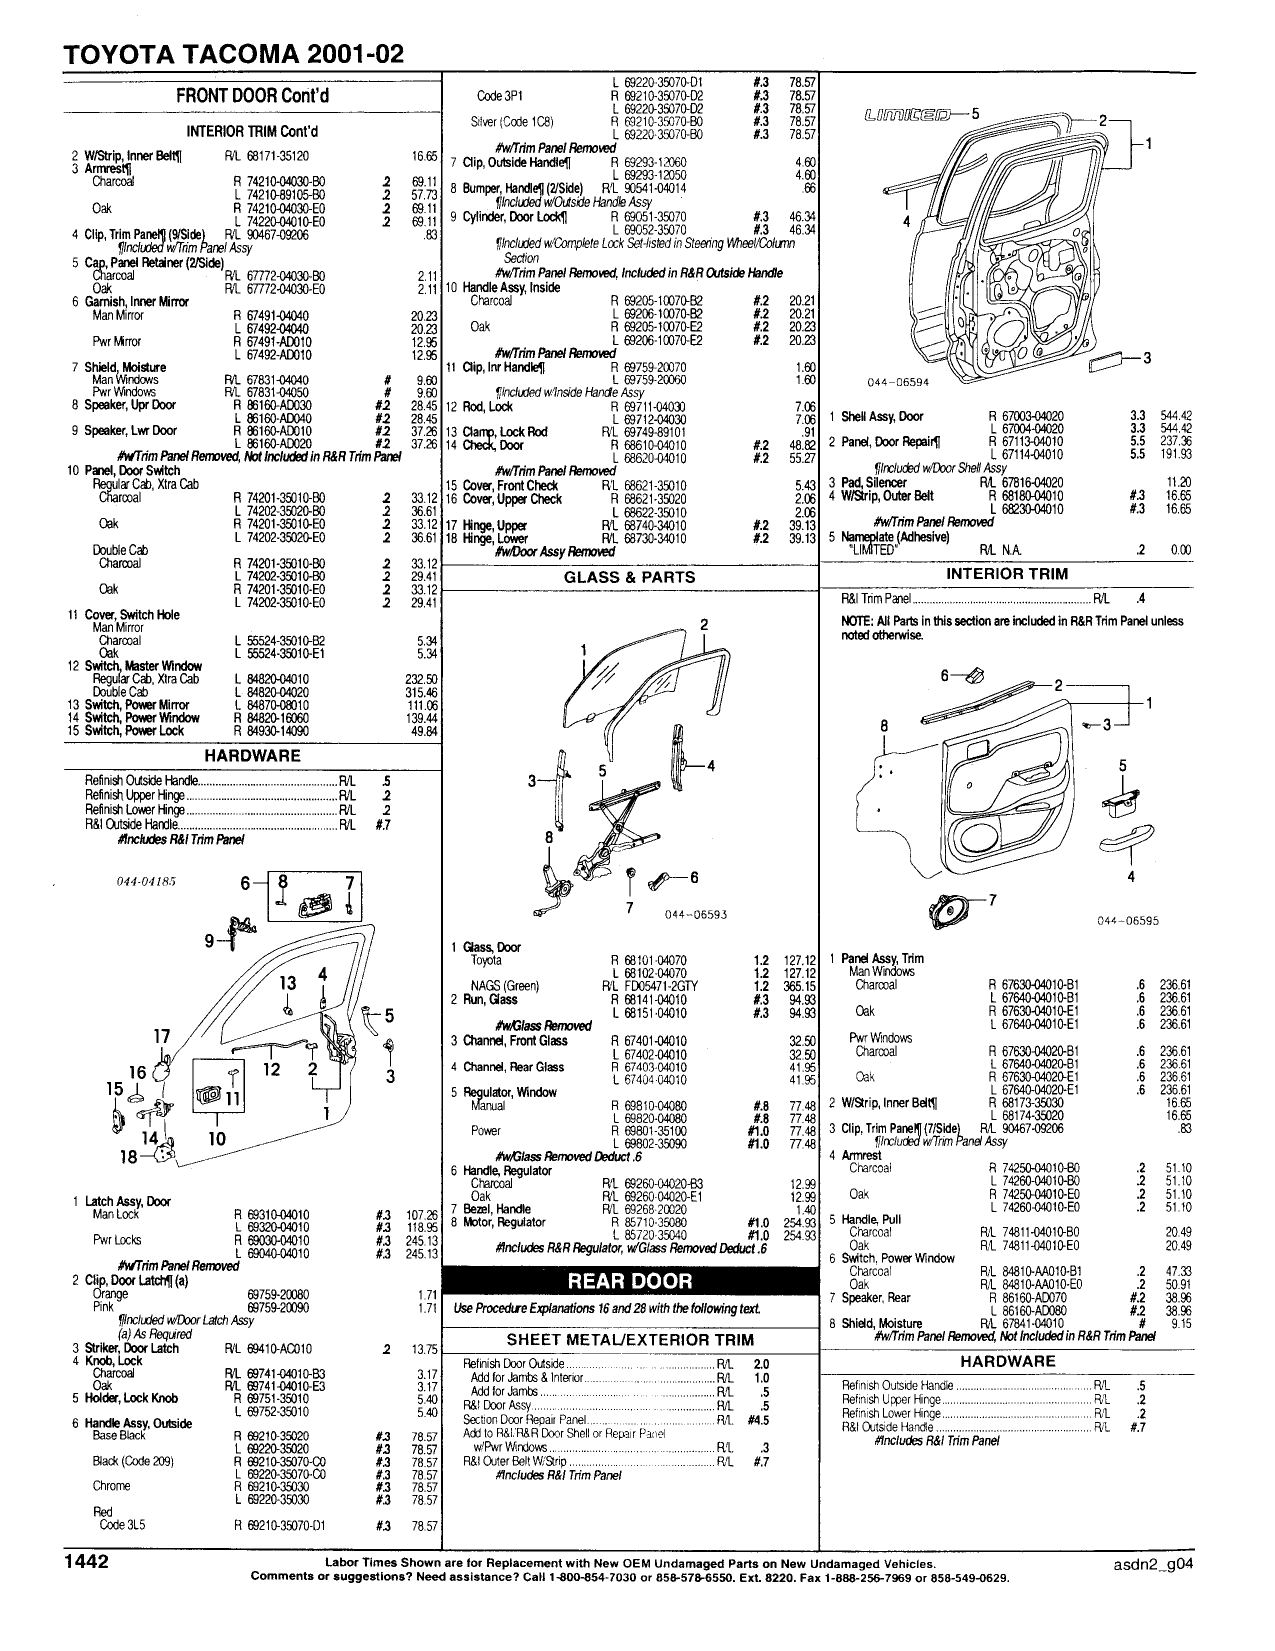 TOYOTA TACOMA 2001-02
FRONT DOOR Cont'd
INTERIOR TRIM Cont'd
2 W/Strip, Inner Belt¶ R/L 68171-35120 16.65
3 Armrest¶
Charcoal R 74210-04030-B0 .2 69.11
L 74210-89105-B0 .2 57.73
Oak R 74210-04030-E0 .2 69.11
L 74220-04010-E0 .2 69.11
4 Clip, Trim Panel¶ (9/Side) R/L 90467-09206 .83
¶Included w/Trim Panel Assy
5 Cap, Panel Retainer (2/Side)
Charcoal R/L 67772-04030-B0 2.11
Oak R/L 67772-04030-E0 2.11
6 Garnish, Inner Mirror
Man Mirror R 67491-04040 20.23
L 67492-04040 20.23
Pwr Mirror R 67491-AD010 12.95
L 67492-AD010 12.95
7 Shield, Moisture
Man Windows R/L 67831-04040 # 9.60
Pwr Windows R/L 67831-04050 # 9.60
8 Speaker, Upr Door R 86160-AD030 #.2 28.45
L 86160-AD040 #.2 28.45
9 Speaker, Lwr Door R 86160-AD010 #.2 37.26
L 86160-AD020 #.2 37.26
#w/Trim Panel Removed, Not Included in R&R Trim Panel
10 Panel, Door Switch
Regular Cab, Xtra Cab
Charcoal R 74201-35010-B0 .2 33.12
L 74202-35020-B0 .2 36.61
Oak R 74201-35010-E0 .2 33.12
L 74202-35020-E0 .2 36.61
Double Cab
Charcoal R 74201-35010-B0 .2 33.12
L 74202-35010-B0 .2 29.41
Oak R 74201-35010-E0 .2 33.12
L 74202-35010-E0 .2 29.41
11 Cover, Switch Hole
Man Mirror
Charcoal L 55524-35010-B2 5.34
Oak L 55524-35010-E1 5.34
12 Switch, Master Window
Regular Cab, Xtra Cab L 84820-04010 232.50
Double Cab L 84820-04020 315.46
13 Switch, Power Mirror L 84870-08010 111.06
14 Switch, Power Window R 84820-16060 139.44
15 Switch, Power Lock R 84930-14090 49.84
HARDWARE
Refinish Outside Handle R/L .5
Refinish Upper Hinge R/L .2
Refinish Lower Hinge R/L .2
R&I Outside Handle R/L #.7
#Includes R&I Trim Panel
044-04185
6 8 7
9
13 4
5
17
16
15
12 2 3
11
1
14 10
18
1 Latch Assy, Door
Man Lock R 69310-04010 #.3 107.26
L 69320-04010 #.3 118.95
Pwr Locks R 69030-04010 #.3 245.13
L 69040-04010 #.3 245.13
#w/Trim Panel Removed
2 Clip, Door Latch¶ (a)
Orange 69759-20080 1.71
Pink 69759-20090 1.71
¶Included w/Door Latch Assy
(a) As Required
3 Striker, Door Latch R/L 69410-AC010 .2 13.75
4 Knob, Lock
Charcoal R/L 69741-04010-B3 3.17
Oak R/L 69741-04010-E3 3.17
5 Holder, Lock Knob R 69751-35010 5.40
L 69752-35010 5.40
6 Handle Assy, Outside
Base Black R 69210-35020 #.3 78.57
L 69220-35020 #.3 78.57
Black (Code 209) R 69210-35070-C0 #.3 78.57
L 69220-35070-C0 #.3 78.57
Chrome R 69210-35030 #.3 78.57
L 69220-35030 #.3 78.57
Red
Code 3L5 R 69210-35070-D1 #.3 78.57
L 69220-35070-D1 #.3 78.57
Code 3P1 R 69210-35070-D2 #.3 78.57
L 69220-35070-D2 #.3 78.57
Silver (Code 1C8) R 69210-35070-B0 #.3 78.57
L 69220-35070-B0 #.3 78.57
#w/Trim Panel Removed
7 Clip, Outside Handle¶ R 69293-12060 4.60
L 69293-12050 4.60
8 Bumper, Handle¶ (2/Side) R/L 90541-04014 .66
¶Included w/Outside Handle Assy
9 Cylinder, Door Lock¶ R 69051-35070 #.3 46.34
L 69052-35070 #.3 46.34
¶Included w/Complete Lock Set-listed in Steering Wheel/Column
Section
#w/Trim Panel Removed, Included in R&R Outside Handle
10 Handle Assy, Inside
Charcoal R 69205-10070-B2 #.2 20.21
L 69206-10070-B2 #.2 20.21
Oak R 69205-10070-E2 #.2 20.23
L 69206-10070-E2 #.2 20.23
#w/Trim Panel Removed
11 Clip, Inr Handle¶ R 69759-20070 1.60
L 69759-20060 1.60
¶Included w/Inside Handle Assy
12 Rod, Lock R 69711-04030 7.06
L 69712-04030 7.06
13 Clamp, Lock Rod R/L 69749-89101 .91
14 Check, Door R 68610-04010 #.2 48.82
L 68620-04010 #.2 55.27
#w/Trim Panel Removed
15 Cover, Front Check R/L 68621-35010 5.43
16 Cover, Upper Check R 68621-35020 2.06
L 68622-35010 2.06
17 Hinge, Upper R/L 68740-34010 #.2 39.13
18 Hinge, Lower R/L 68730-34010 #.2 39.13
#w/Door Assy Removed
GLASS & PARTS
2
1
3 5 4
8
6
7
044-06593
1 Glass, Door
Toyota R 68101-04070 1.2 127.12
L 68102-04070 1.2 127.12
NAGS (Green) R/L FD05471-2GTY 1.2 365.15
2 Run, Glass R 68141-04010 #.3 94.93
L 68151-04010 #.3 94.93
#w/Glass Removed
3 Channel, Front Glass R 67401-04010 32.50
L 67402-04010 32.50
4 Channel, Rear Glass R 67403-04010 41.95
L 67404-04010 41.95
5 Regulator, Window
Manual R 69810-04080 #.8 77.48
L 69820-04080 #.8 77.48
Power R 69801-35100 #1.0 77.48
L 69802-35090 #1.0 77.48
#w/Glass Removed Deduct .6
6 Handle, Regulator
Charcoal R/L 69260-04020-B3 12.99
Oak R/L 69260-04020-E1 12.99
7 Bezel, Handle R/L 69268-20020 1.40
8 Motor, Regulator R 85710-35080 #1.0 254.93
L 85720-35040 #1.0 254.93
#Includes R&R Regulator, w/Glass Removed Deduct .6
REAR DOOR
Use Procedure Explanations 16 and 28 with the following text.
SHEET METAL/EXTERIOR TRIM
Refinish Door Outside R/L 2.0
Add for Jambs & Interior R/L 1.0
Add for Jambs R/L .5
R&I Door Assy R/L .5
Section Door Repair Panel R/L #4.5
Add to R&I/R&R Door Shell or Repair Panel
w/Pwr Windows R/L .3
R&I Outer Belt W/Strip R/L #.7
#Includes R&I Trim Panel
LIMITED 5
2
1
4
3
044-06594
1 Shell Assy, Door R 67003-04020 3.3 544.42
L 67004-04020 3.3 544.42
2 Panel, Door Repair¶ R 67113-04010 5.5 237.36
L 67114-04010 5.5 191.93
¶Included w/Door Shell Assy
3 Pad, Silencer R/L 67816-04020 11.20
4 W/Strip, Outer Belt R 68180-04010 #.3 16.65
L 68230-04010 #.3 16.65
#w/Trim Panel Removed
5 Nameplate (Adhesive)
"LIMITED" R/L N.A. .2 0.00
INTERIOR TRIM
R&I Trim Panel R/L .4
NOTE: All Parts in this section are included in R&R Trim Panel unless
noted otherwise.
6
2
1
8 3
5
4
7
044-06595
1 Panel Assy, Trim
Man Windows
Charcoal R 67630-04010-B1 .6 236.61
L 67640-04010-B1 .6 236.61
Oak R 67630-04010-E1 .6 236.61
L 67640-04010-E1 .6 236.61
Pwr Windows
Charcoal R 67630-04020-B1 .6 236.61
L 67640-04020-B1 .6 236.61
Oak R 67630-04020-E1 .6 236.61
L 67640-04020-E1 .6 236.61
2 W/Strip, Inner Belt¶ R 68173-35030 16.65
L 68174-35020 16.65
3 Clip, Trim Panel¶ (7/Side) R/L 90467-09206 .83
¶Included w/Trim Panel Assy
4 Armrest
Charcoal R 74250-04010-B0 .2 51.10
L 74260-04010-B0 .2 51.10
Oak R 74250-04010-E0 .2 51.10
L 74260-04010-E0 .2 51.10
5 Handle, Pull
Charcoal R/L 74811-04010-B0 20.49
Oak R/L 74811-04010-E0 20.49
6 Switch, Power Window
Charcoal R/L 84810-AA010-B1 .2 47.33
Oak R/L 84810-AA010-E0 .2 50.91
7 Speaker, Rear R 86160-AD070 #.2 38.96
L 86160-AD080 #.2 38.96
8 Shield, Moisture R/L 67841-04010 # 9.15
#w/Trim Panel Removed, Not Included in R&R Trim Panel
HARDWARE
Refinish Outside Handle R/L .5
Refinish Upper Hinge R/L .2
Refinish Lower Hinge R/L .2
R&I Outside Handle R/L #.7
#Includes R&I Trim Panel
1442
Labor Times Shown are for Replacement with New OEM Undamaged Parts on New Undamaged Vehicles.
Comments or suggestions? Need assistance? Call 1-800-854-7030 or 858-578-6550. Ext. 8220. Fax 1-888-256-7969 or 858-549-0629.
asdn2_g04